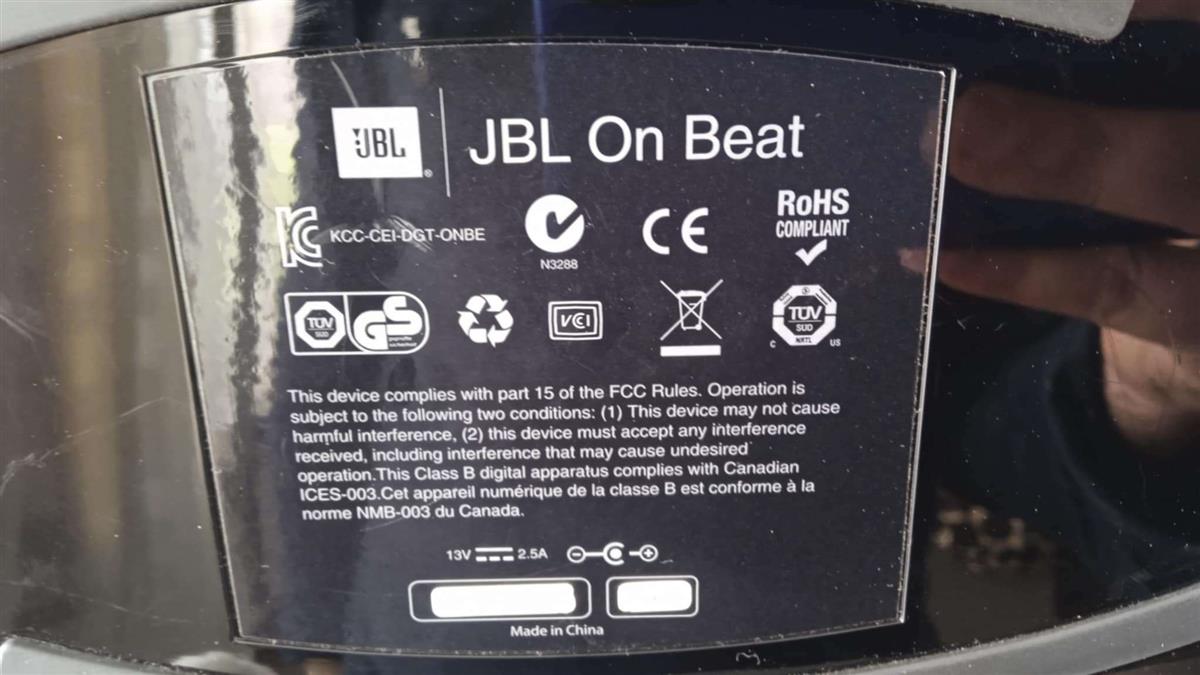 JBL ® JBL On Beat
KCC-CEI-DGT-ONBE
N3288
CE
RoHS
COMPLIANT
TÜV
SÜD
GS
geprüfte
Sicherheit
VCI
TÜV
SÜD
NRTL
C US
This device complies with part 15 of the FCC Rules. Operation is
subject to the following two conditions: (1) This device may not cause
harmful interference, (2) this device must accept any interference
received, including interference that may cause undesired
operation.This Class B digital apparatus complies with Canadian
ICES-003.Cet appareil numérique de la classe B est conforme à la
norme NMB-003 du Canada.
13V 2.5A
Made in China